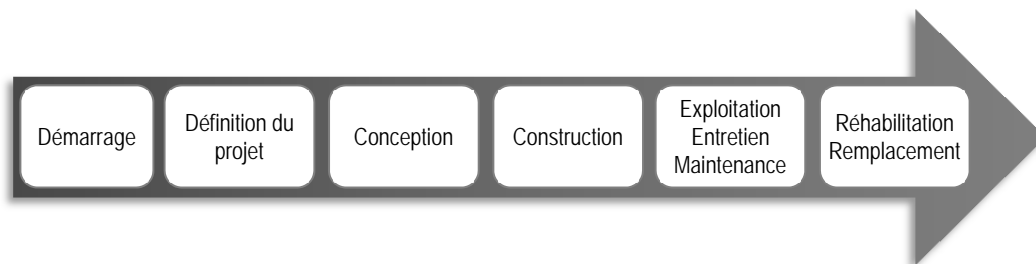 Démarrage
Définition du
projet
Conception
Construction
Exploitation
Entretien
Maintenance
Réhabilitation
Remplacement